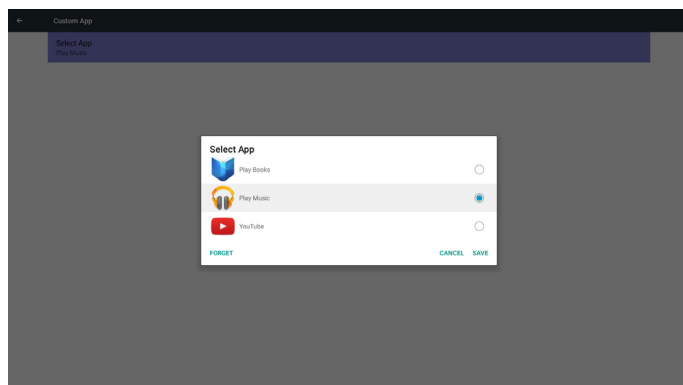 Custom App
Select App
Play Music
Select App
Play Books
Play Music
YouTube
FORGET CANCEL SAVE